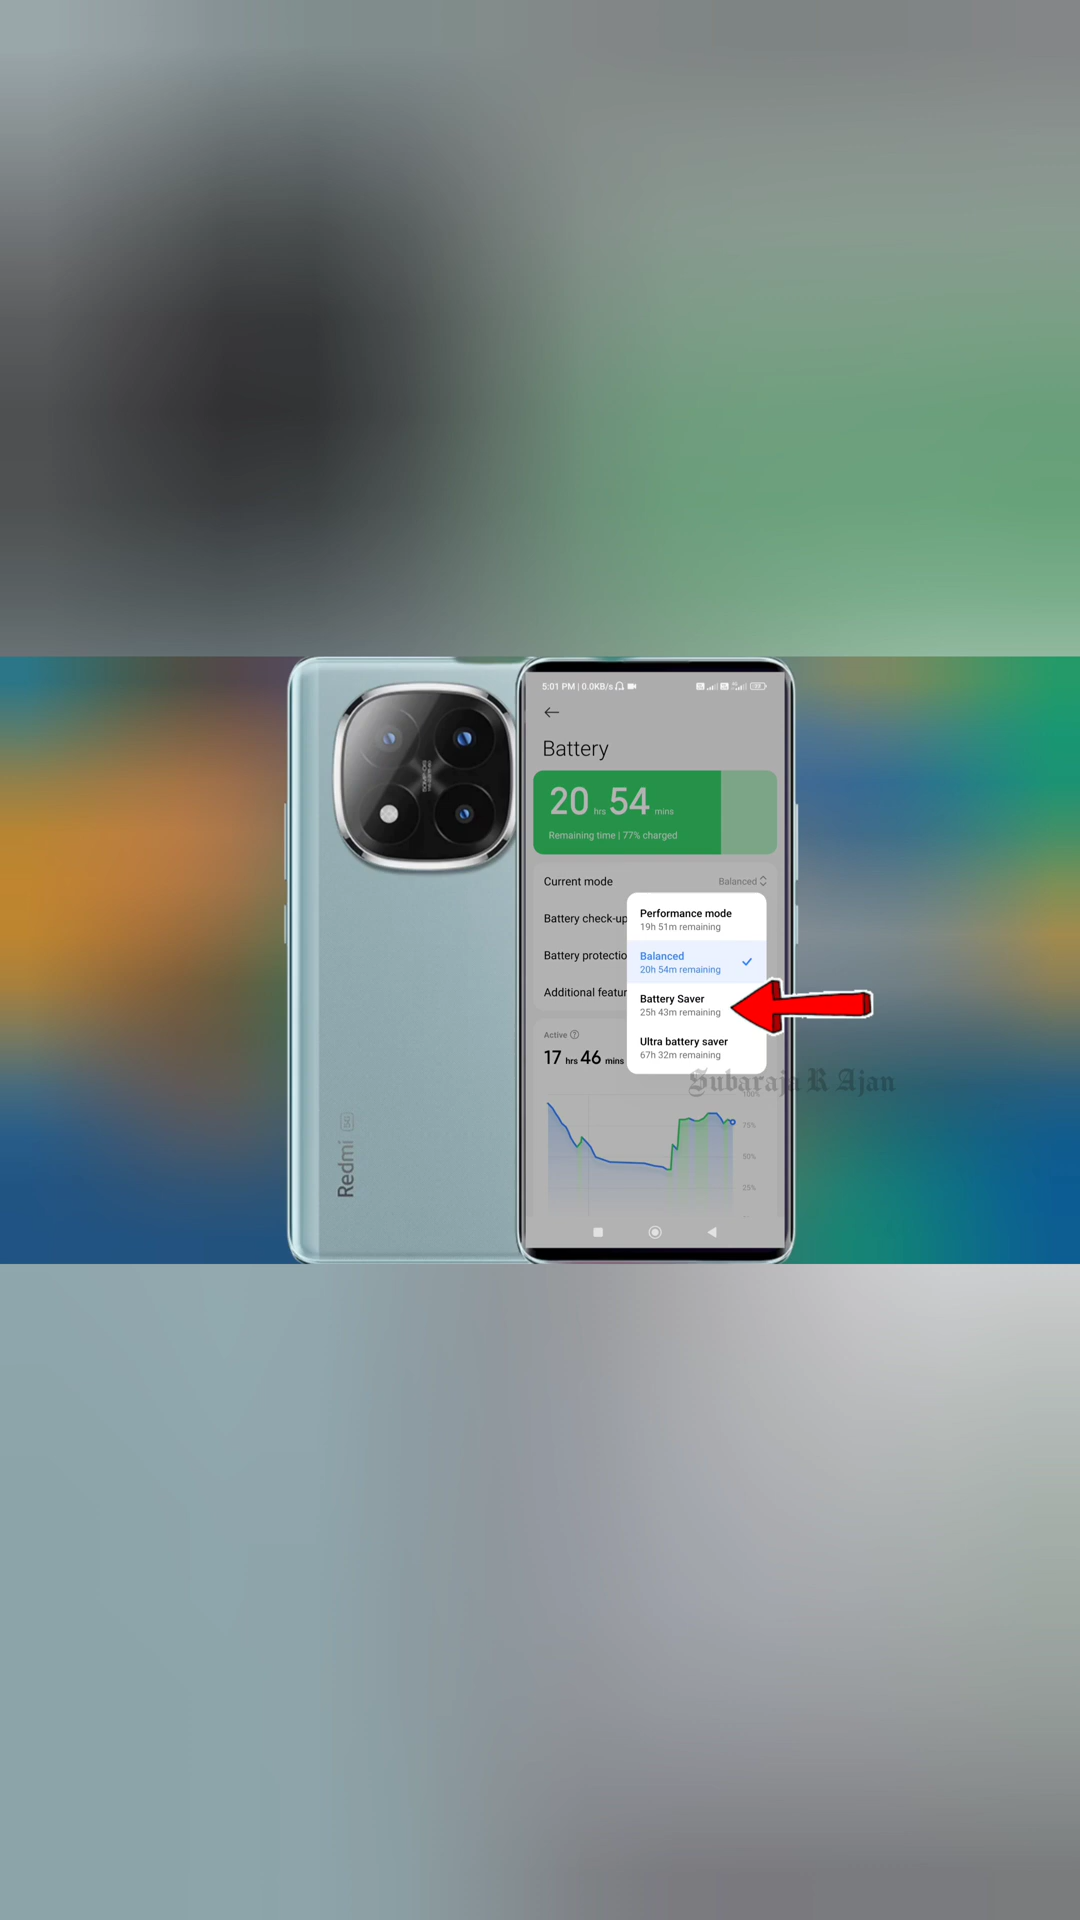 5:01 PM | 0.0KB/s
Battery
20 hrs 54 mins
Remaining time | 77% charged
Current mode
Balanced
Battery check-up
Performance mode
19h 51m remaining
Battery protectio
Balanced
20h 54m remaining
Additional featur
Battery Saver
25h 43m remaining
Active
17 hrs 46 mins
Ultra battery saver
67h 32m remaining
Subaraja R Ajan
100%
75%
50%
25%
Redmi 5G